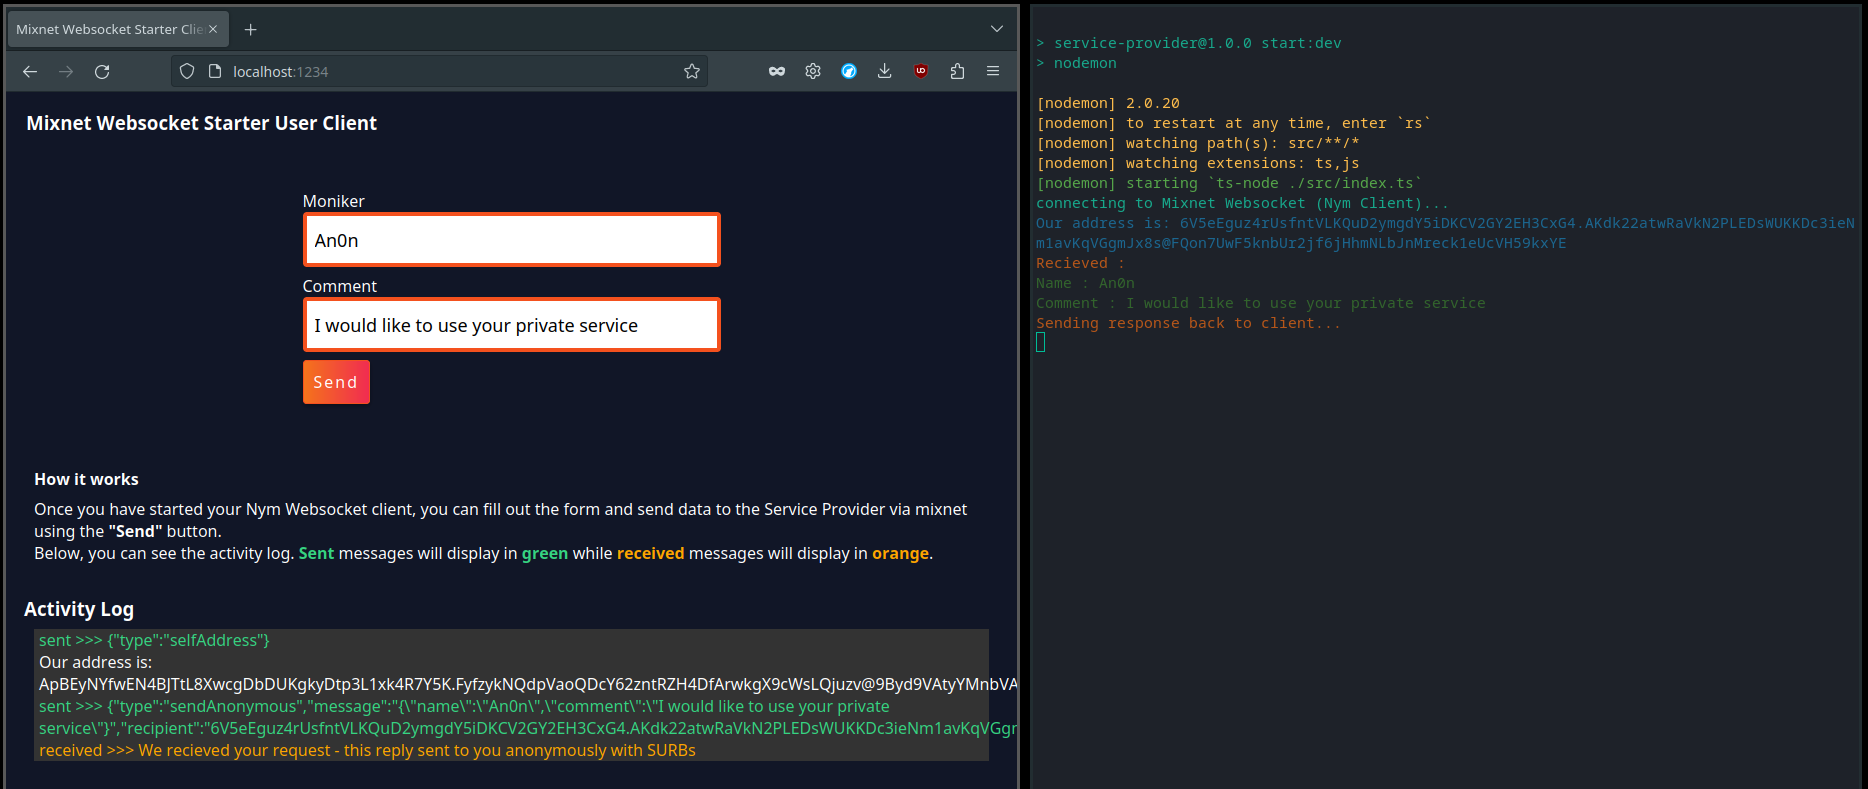 Mixnet Websocket Starter Clie
localhost:1234
Mixnet Websocket Starter User Client
Moniker
An0n
Comment
I would like to use your private service
Send
How it works
Once you have started your Nym Websocket client, you can fill out the form and send data to the Service Provider via mixnet
using the "Send" button.
Below, you can see the activity log. Sent messages will display in green while received messages will display in orange.
Activity Log
sent >>> {"type":"selfAddress"}
Our address is:
ApBEyNYfwEN4BJTtL8XwcgDbDUKgkyDtp3L1xk4R7Y5K.FyfzykNQdpVaoQDcY62zntRZH4DfArwkgX9cWsLQjuzv@9Byd9VAtyYMnbVA
sent >>> {"type":"sendAnonymous","message":"{\"name\":\"An0n\",\"comment\":\"I would like to use your private
service\"}","recipient":"6V5eEguz4rUsfntVLKQuD2ymgdY5iDKCV2GY2EH3CxG4.AKdk22atwRaVkN2PLEDsWUKKDc3ieNm1avKqVGgr
received >>> We recieved your request - this reply sent to you anonymously with SURBs
> service-provider@1.0.0 start:dev
> nodemon
[nodemon] 2.0.20
[nodemon] to restart at any time, enter `rs`
[nodemon] watching path(s): src/**/*
[nodemon] watching extensions: ts,js
[nodemon] starting `ts-node ./src/index.ts`
connecting to Mixnet Websocket (Nym Client)...
Our address is: 6V5eEguz4rUsfntVLKQuD2ymgdY5iDKCV2GY2EH3CxG4.AKdk22atwRaVkN2PLEDsWUKKDc3ieN
m1avKqVGgmJx8s@FQon7UwF5knbUr2jf6jHhmNLbJnMreck1eUcVH59kxYE
Recieved :
Name : An0n
Comment : I would like to use your private service
Sending response back to client...